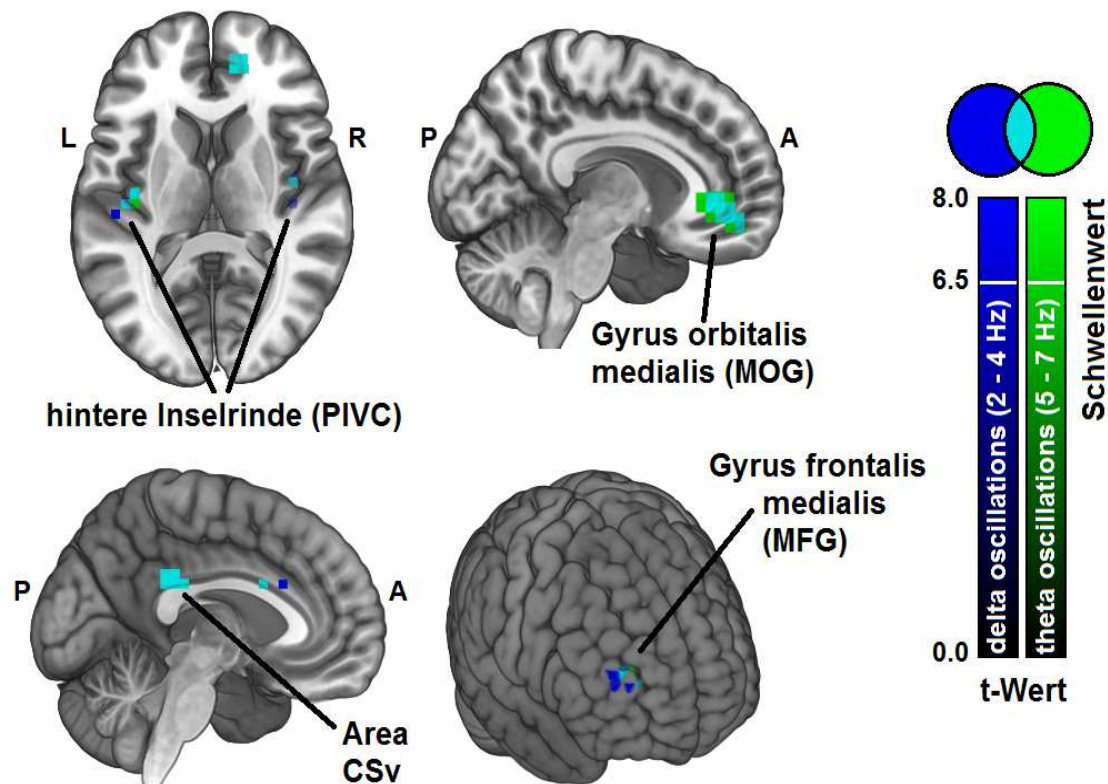 L
R
hintere Inselrinde (PIVC)
P
A
Gyrus orbitalis
medialis (MOG)
P
A
Area
CSv
Gyrus frontalis
medialis
(MFG)
8.0
6.5
0.0
delta oscillations (2 - 4 Hz)
theta oscillations (5 - 7 Hz)
Schwellenwert
t-Wert